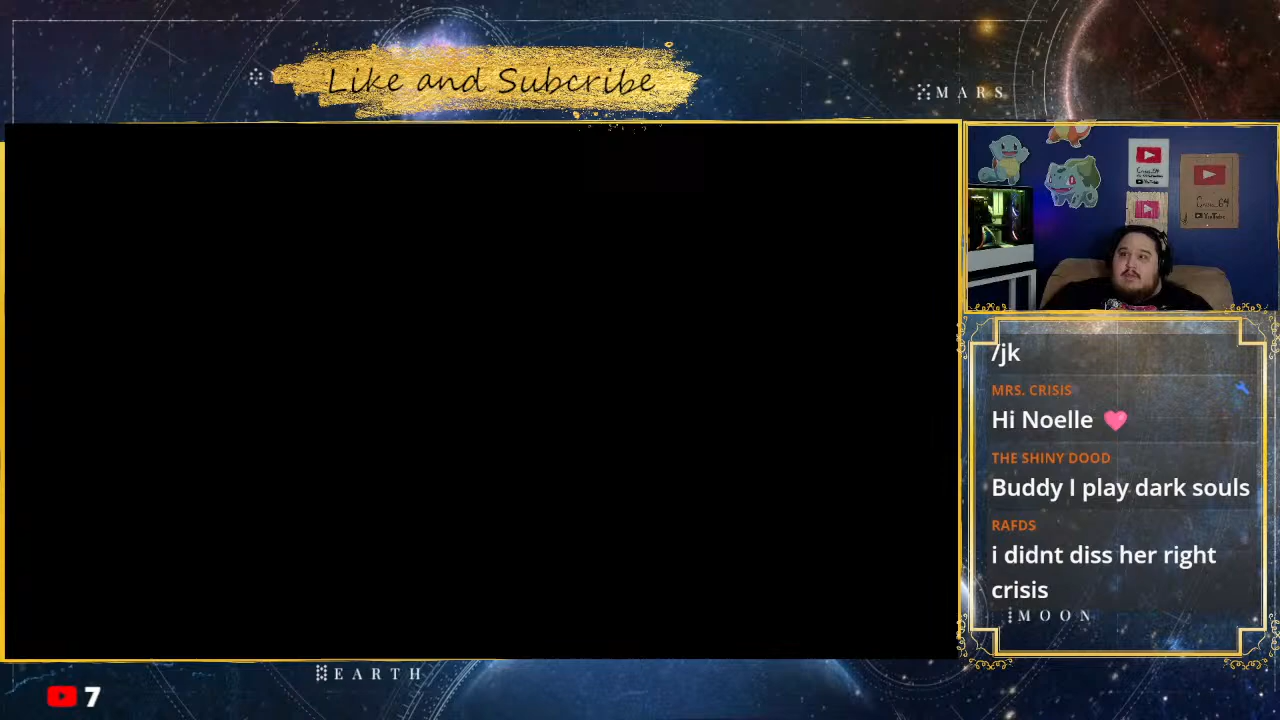 Like and Subcribe
MARS
/jk
MRS. CRISIS
Hi Noelle
THE SHINY DOOD
Buddy I play dark souls
RAFDS
i didnt diss her right
crisis
MOON
EARTH
7